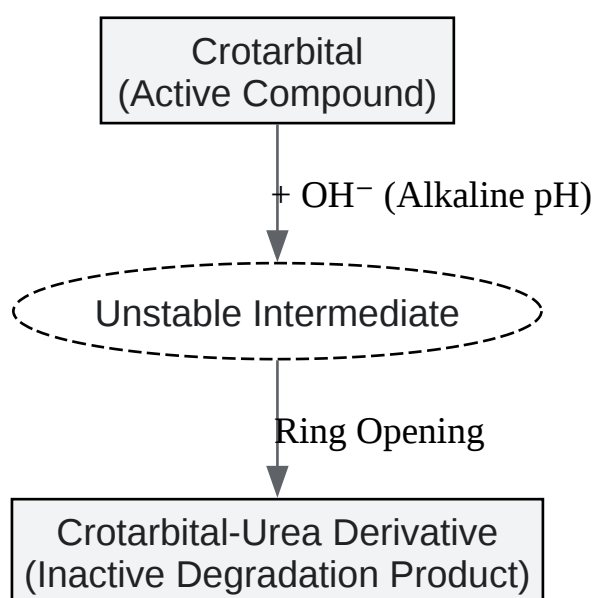 Crotarbital
(Active Compound)
+ OH⁻ (Alkaline pH)
Unstable Intermediate
Ring Opening
Crotarbital-Urea Derivative
(Inactive Degradation Product)